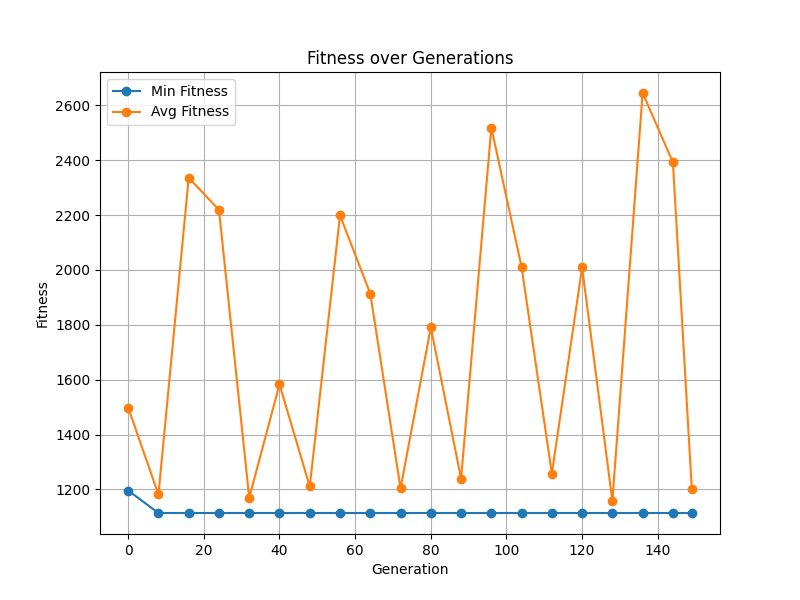 Fitness over Generations
Min Fitness
Avg Fitness
2600
2400
2200
2000
1800
1600
1400
1200
Fitness
0 20 40 60 80 100 120 140
Generation